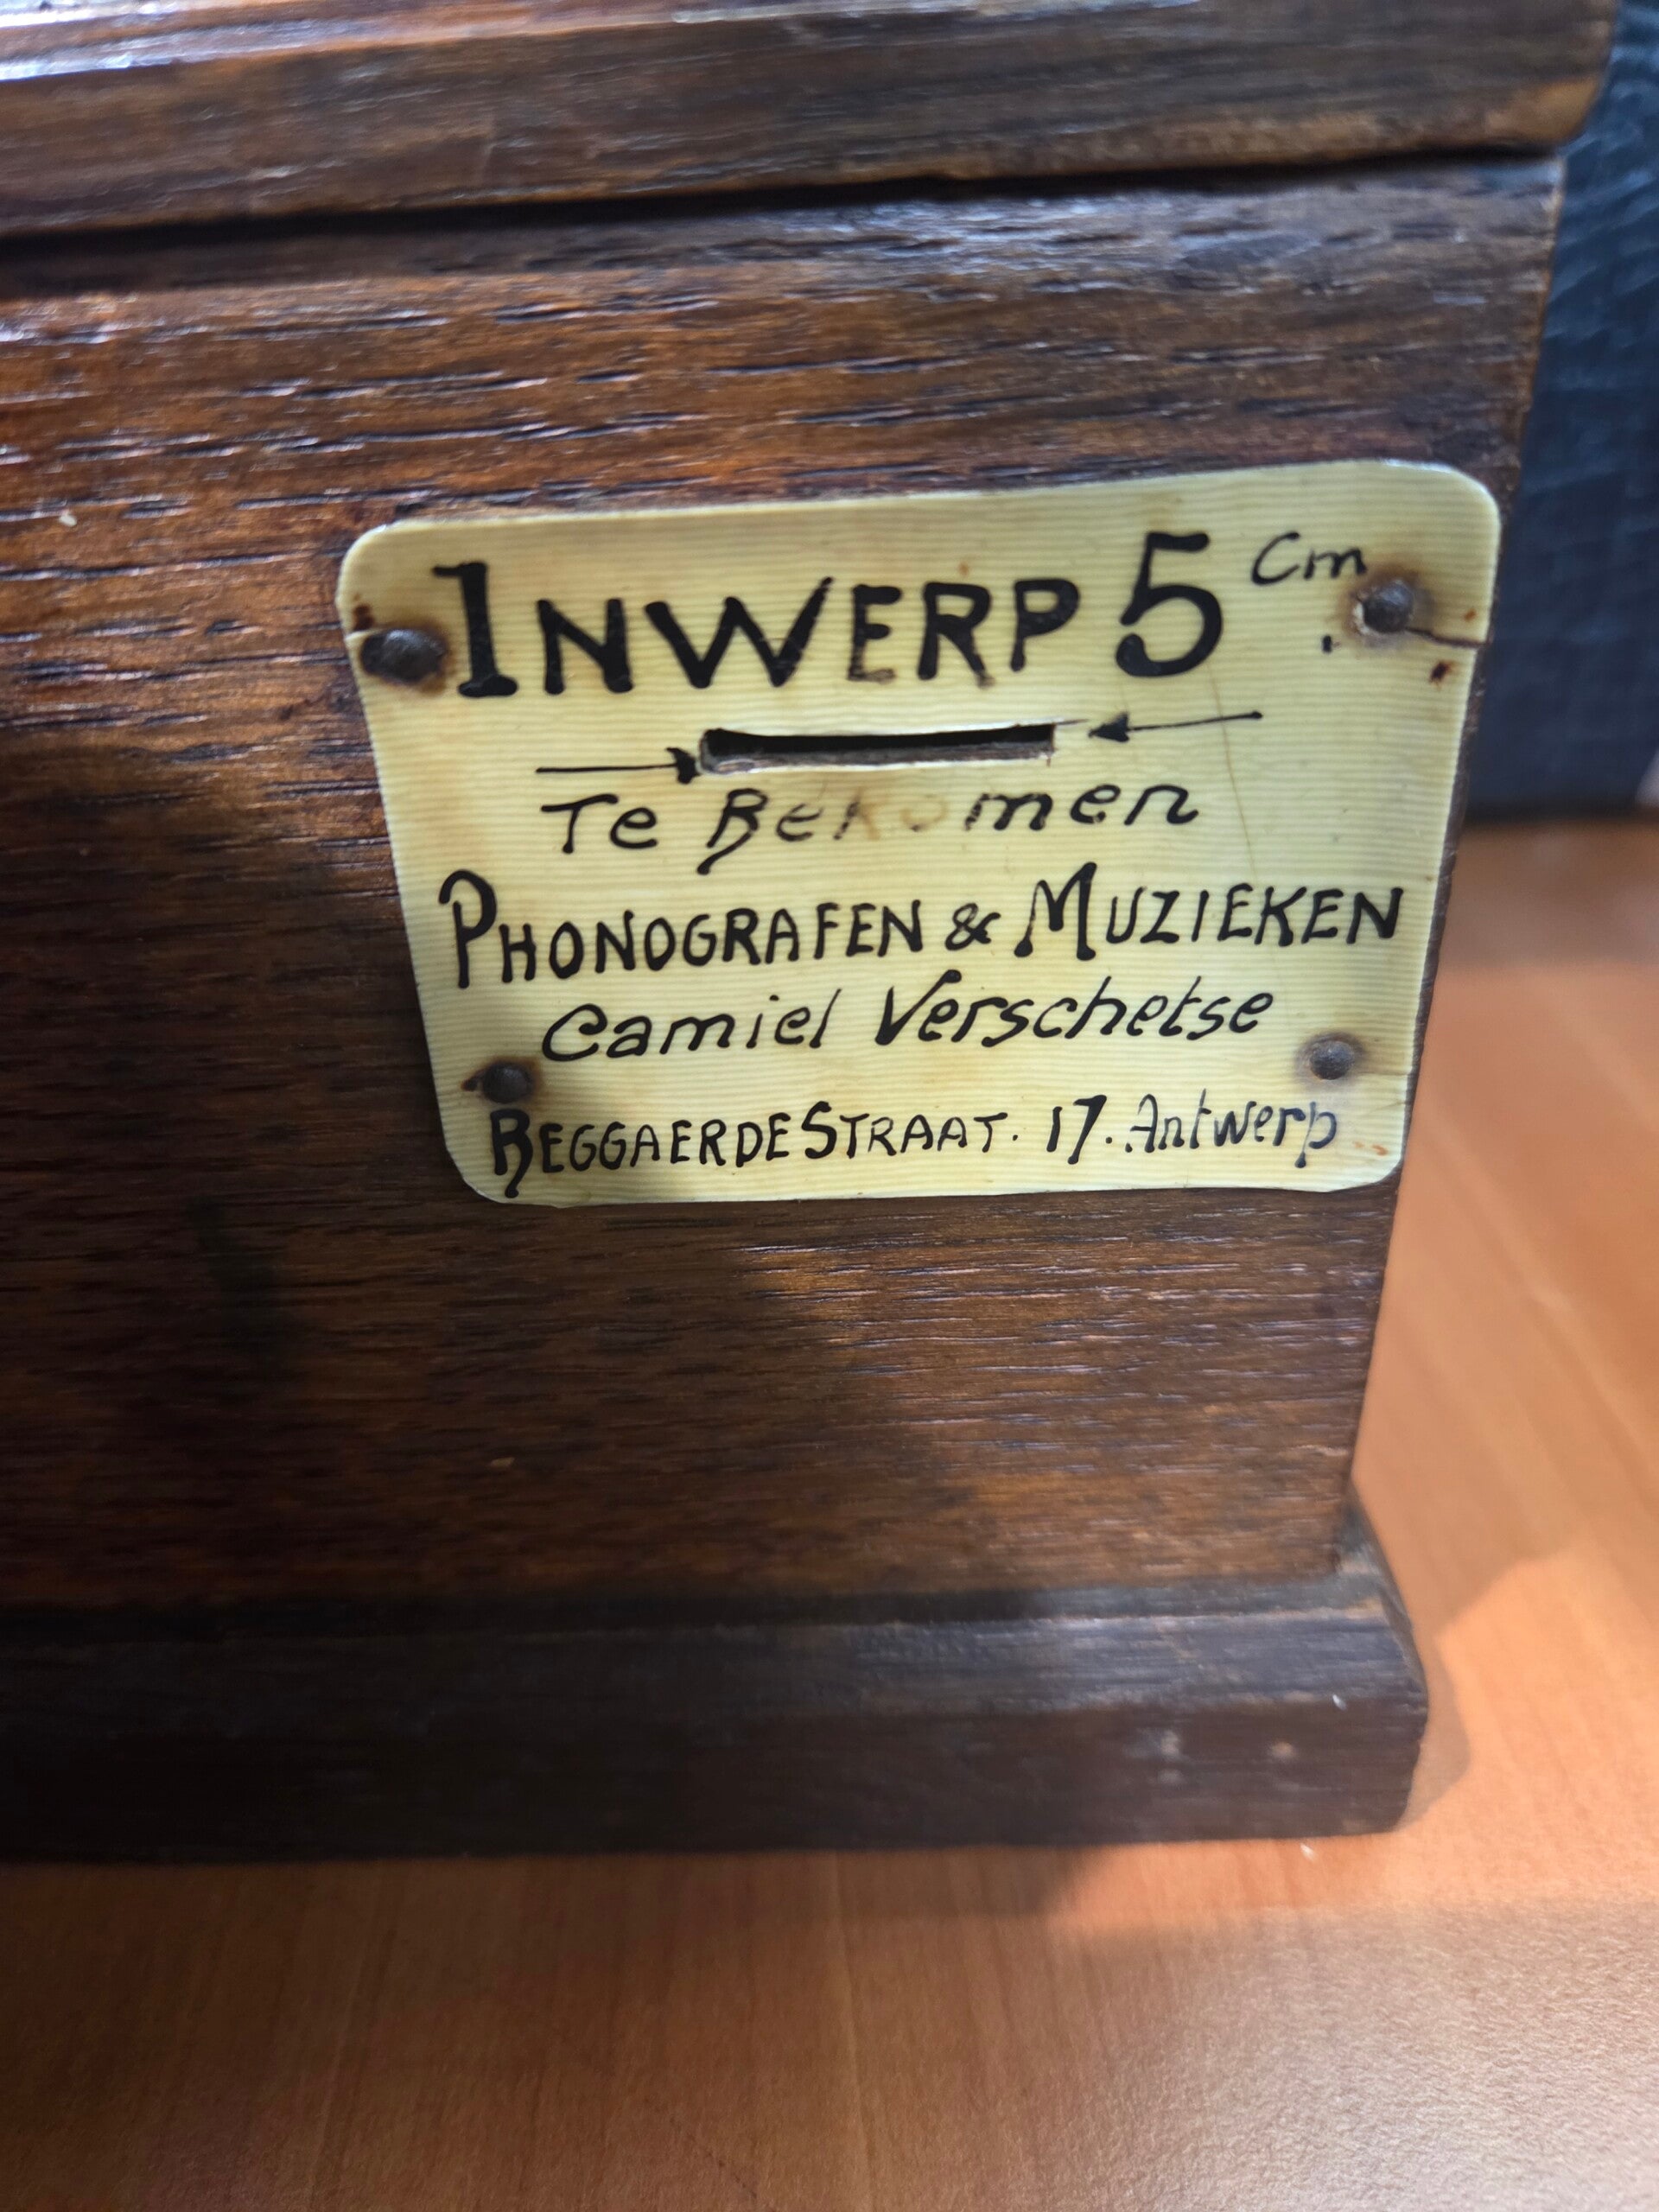 INWERP 5 Cm
Te Bekomen
PHONOGRAFEN & MUZIEKEN
Camiel Verschetse
BEGGAERDESTRAAT. 17. Antwerp